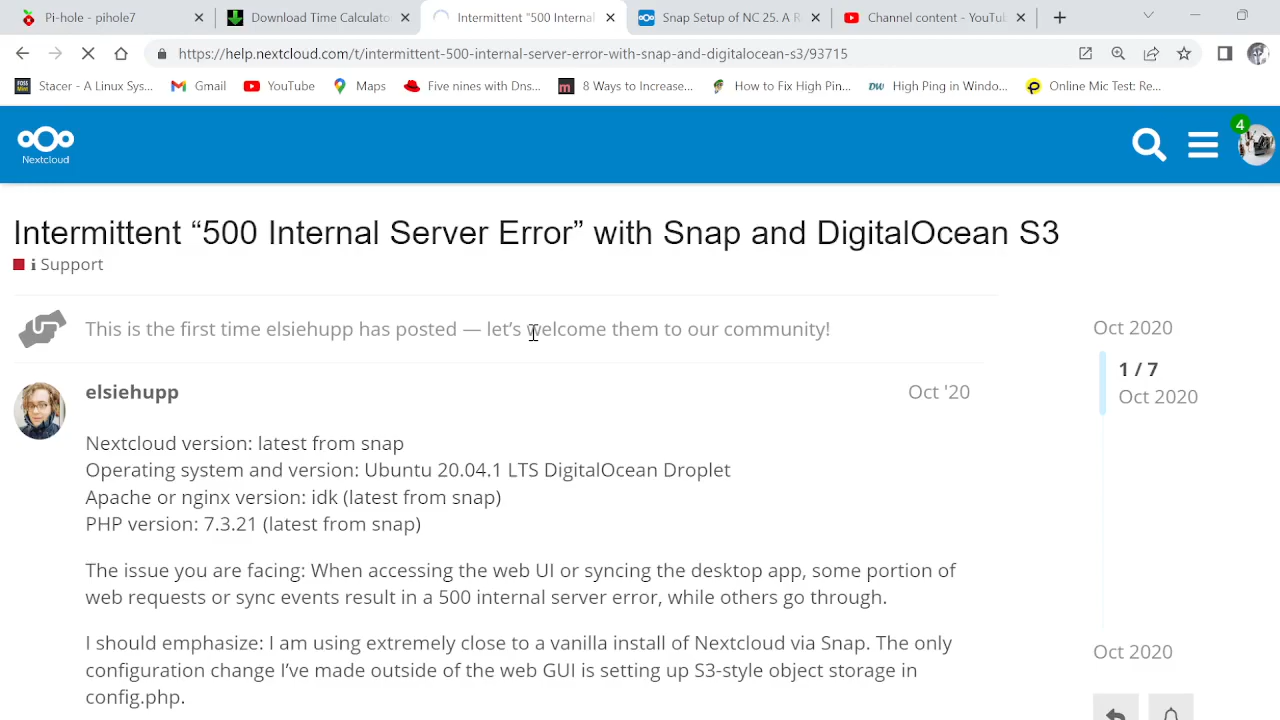 Pi-hole - pihole7
Download Time Calculato
Intermittent "500 Internal
Snap Setup of NC 25. A R
Channel content - YouTu
https://help.nextcloud.com/t/intermittent-500-internal-server-error-with-snap-and-digitalocean-s3/93715
Stacer - A Linux Sys...
Gmail
YouTube
Maps
Five nines with Dns...
8 Ways to Increase...
How to Fix High Pin...
High Ping in Windo...
Online Mic Test: Re...
Nextcloud
4
Intermittent “500 Internal Server Error” with Snap and DigitalOcean S3
Support
This is the first time elsiehupp has posted — let’s welcome them to our community!
Oct 2020
1 / 7
Oct 2020
elsiehupp
Oct '20
Nextcloud version: latest from snap
Operating system and version: Ubuntu 20.04.1 LTS DigitalOcean Droplet
Apache or nginx version: idk (latest from snap)
PHP version: 7.3.21 (latest from snap)
The issue you are facing: When accessing the web UI or syncing the desktop app, some portion of
web requests or sync events result in a 500 internal server error, while others go through.
I should emphasize: I am using extremely close to a vanilla install of Nextcloud via Snap. The only
configuration change I’ve made outside of the web GUI is setting up S3-style object storage in
config.php.
Oct 2020